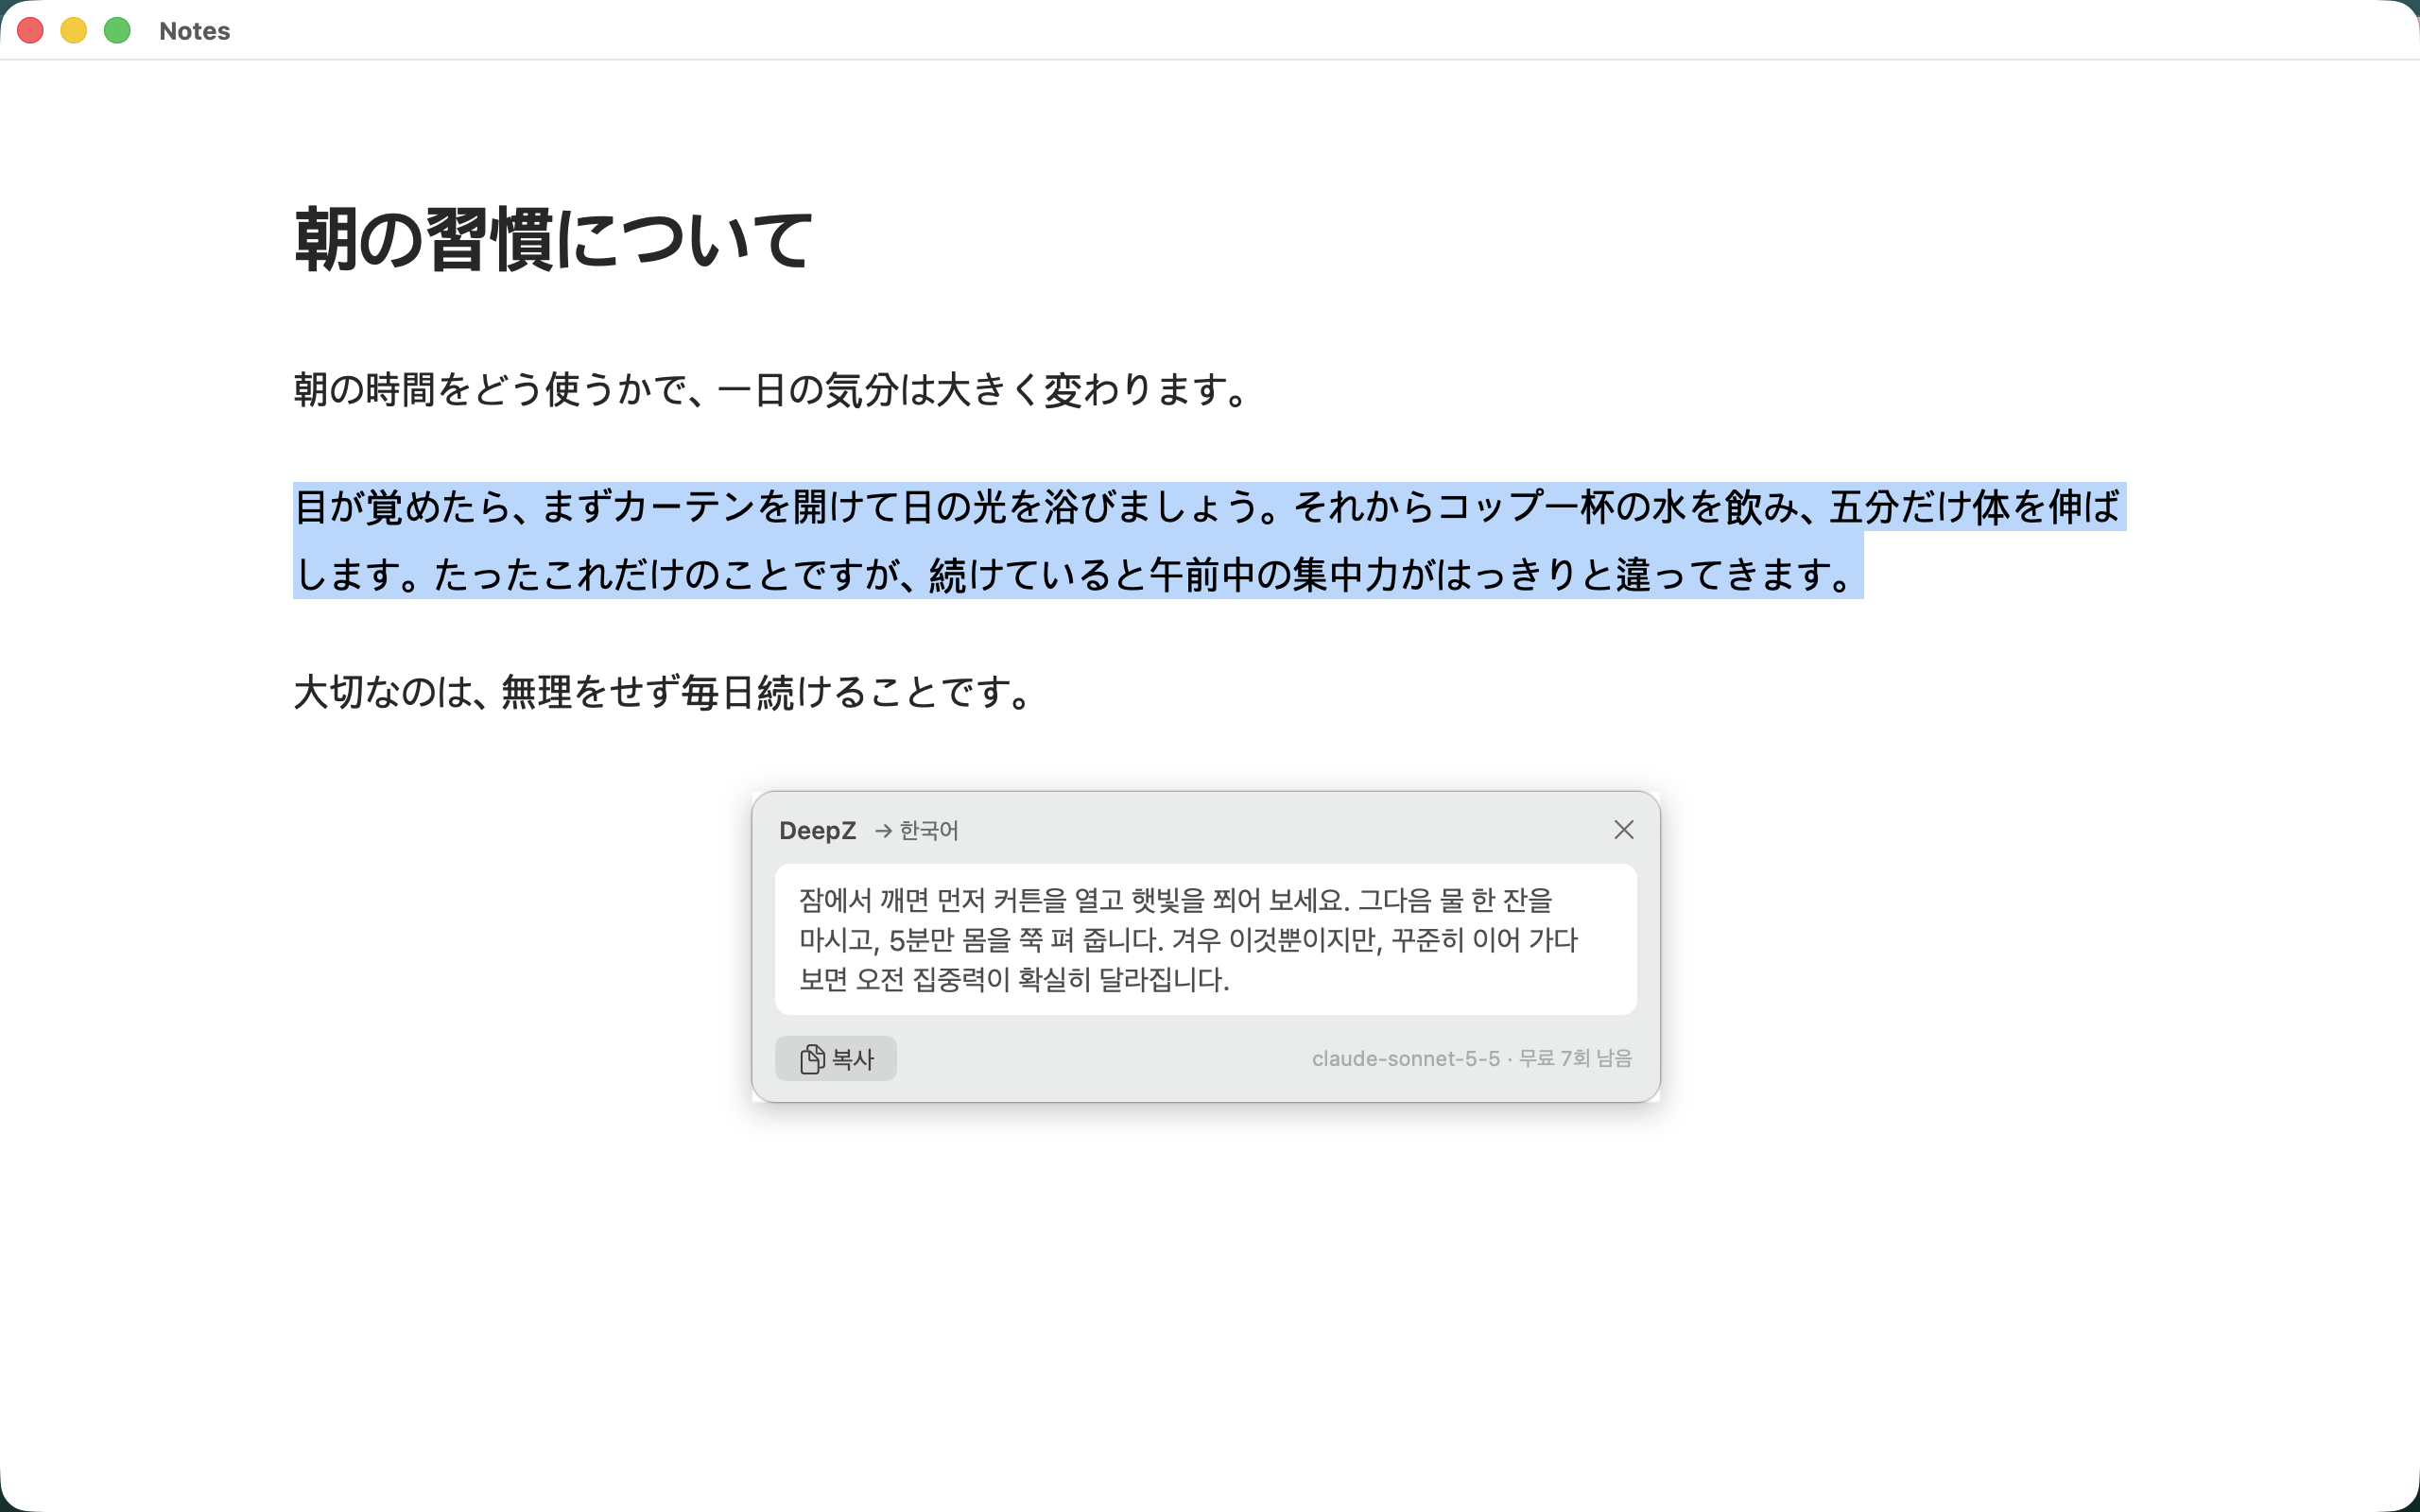 Notes
朝の習慣について
朝の時間をどう使うかで、一日の気分は大きく変わります。
目が覚めたら、まずカーテンを開けて日の光を浴びましょう。それからコップ一杯の水を飲み、五分だけ体を伸ば
します。たったこれだけのことですが、続けていると午前中の集中力がはっきりと違ってきます。
大切なのは、無理をせず毎日続けることです。
DeepZ → 한국어
잠에서 깨면 먼저 커튼을 열고 햇빛을 쬐어 보세요. 그다음 물 한 잔을
마시고, 5분만 몸을 쭉 펴 줍니다. 겨우 이것뿐이지만, 꾸준히 이어 가다
보면 오전 집중력이 확실히 달라집니다.
복사
claude-sonnet-5-5 · 무료 7회 남음